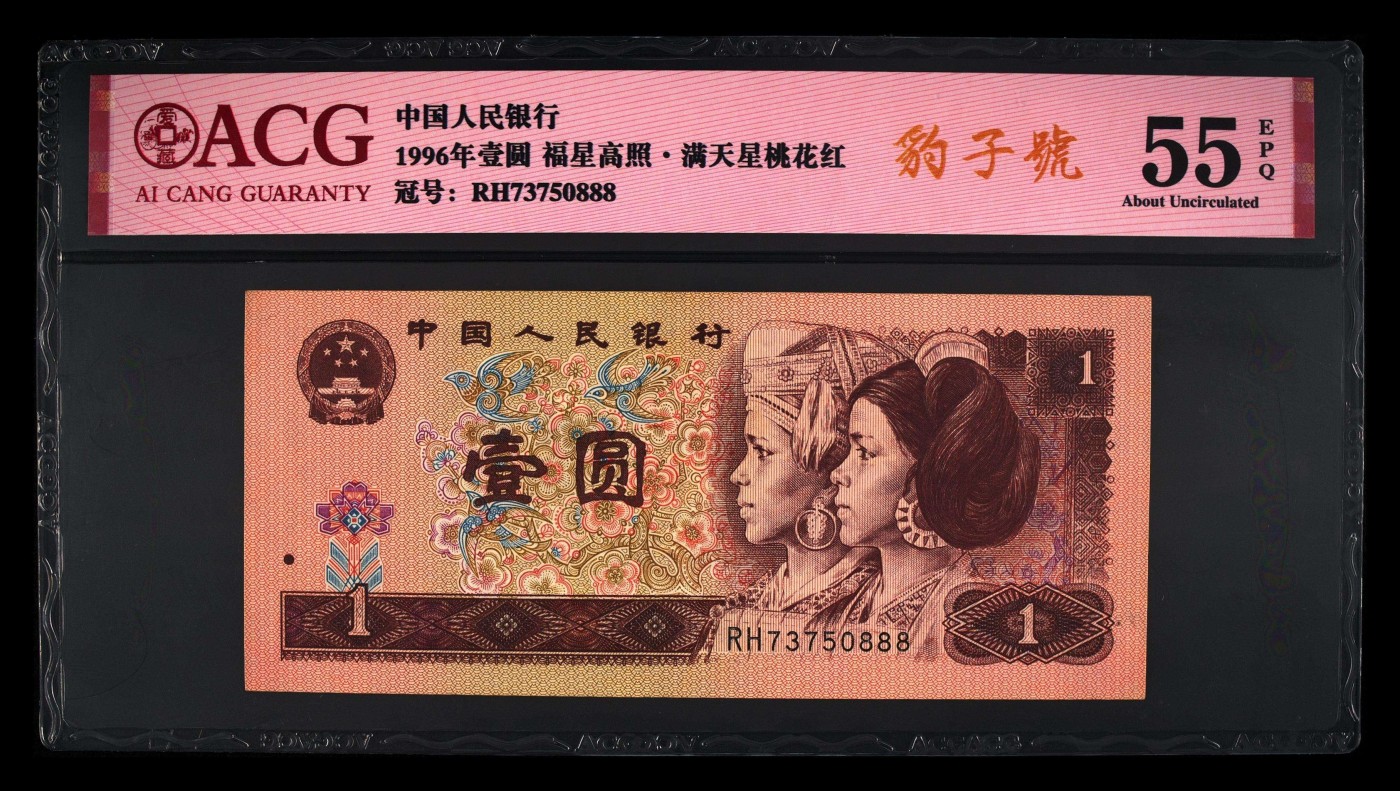 ACG
AI CANG GUARANTY
中国人民银行
1996年壹圆 福星高照·满天星桃花红
冠号：RH73750888
豹子號
55
EPQ
About Uncirculated
中国人民银行
1
壹圆
1
RH73750888
1